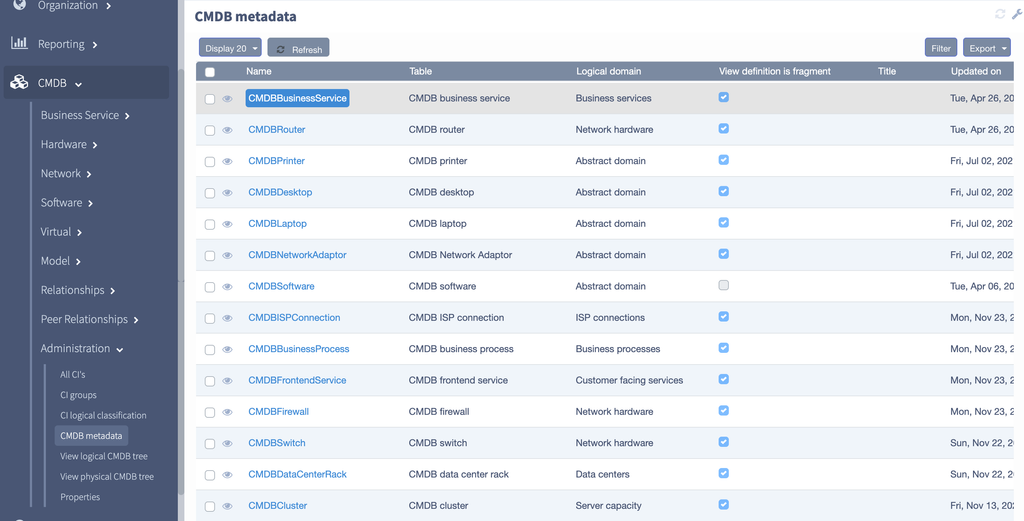 Organization
CMDB metadata
Reporting
Display 20
Refresh
Filter
Export
Name Table Logical domain View definition is fragment Title Updated on
CMDB
CMDBBusinessService CMDB business service Business services Tue, Apr 26, 20
Business Service
CMDBRouter CMDB router Network hardware Tue, Apr 26, 20
Hardware
CMDBPrinter CMDB printer Abstract domain Fri, Jul 02, 202
Network
CMDBDesktop CMDB desktop Abstract domain Fri, Jul 02, 202
Software
CMDBLaptop CMDB laptop Abstract domain Fri, Jul 02, 202
Virtual
CMDBNetworkAdaptor CMDB Network Adaptor Abstract domain Fri, Jul 02, 202
Model
CMDBSoftware CMDB software Abstract domain Tue, Apr 06, 20
Relationships
CMDBISPConnection CMDB ISP connection ISP connections Mon, Nov 23, 2
Peer Relationships
CMDBBusinessProcess CMDB business process Business processes Mon, Nov 23, 2
Administration
CMDBFrontendService CMDB frontend service Customer facing services Mon, Nov 23, 2
All CI's
CI groups
CMDBFirewall CMDB firewall Network hardware Mon, Nov 23, 2
CI logical classification
CMDB metadata
CMDBSwitch CMDB switch Network hardware Sun, Nov 22, 2
View logical CMDB tree
CMDBDataCenterRack CMDB data center rack Data centers Sun, Nov 22, 2
View physical CMDB tree
Properties
CMDBCluster CMDB cluster Server capacity Fri, Nov 13, 202